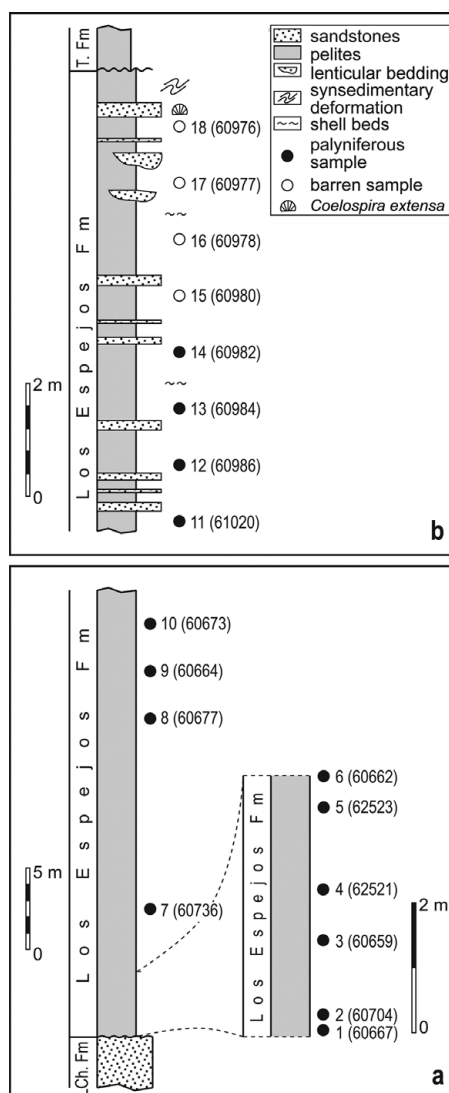 T. Fm
Los Espejos Fm
2 m
0
sandstones
pelites
lenticular bedding
synsedimentary
deformation
shell beds
palyniferous
sample
barren sample
Coelospira extensa
18 (60976)
17 (60977)
16 (60978)
15 (60980)
14 (60982)
13 (60984)
12 (60986)
11 (61020)
b
Los Espejos Fm
LCh. Fm
5 m
0
10 (60673)
9 (60664)
8 (60677)
7 (60736)
Los Espejos Fm
6 (60662)
5 (62523)
4 (62521)
3 (60659)
2 (60704)
1 (60667)
2 m
0
a